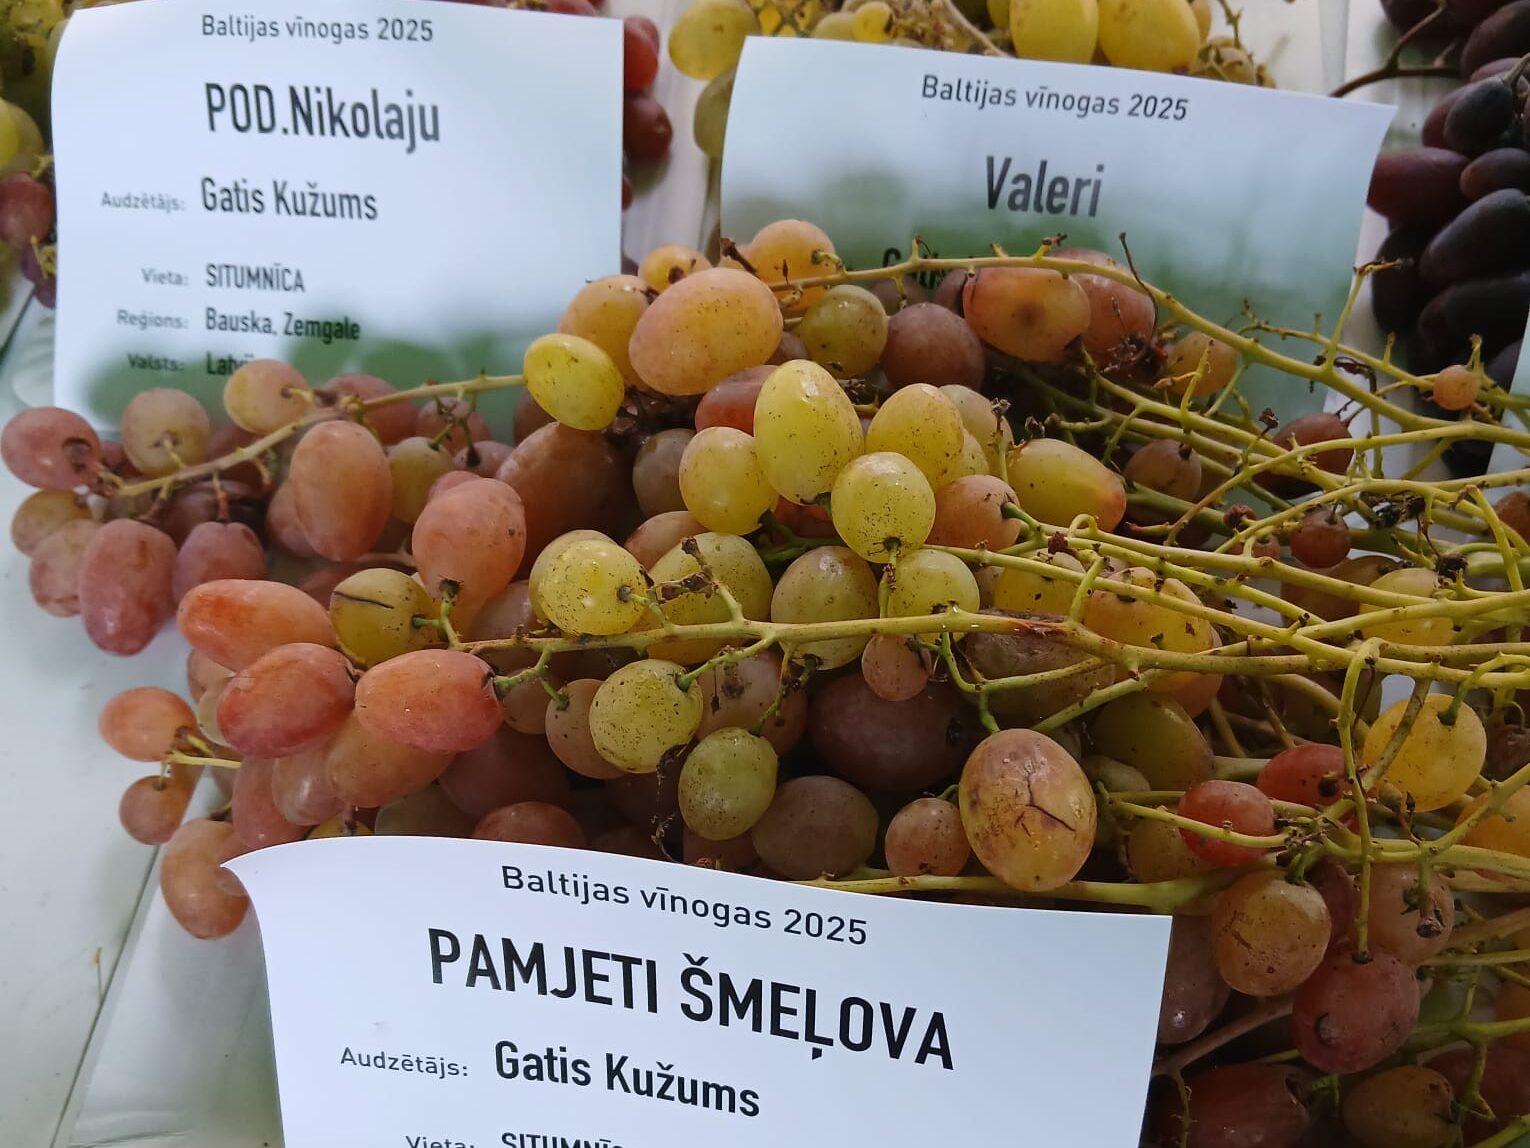 Baltijas vīnogas 2025
POD.Nikolaju
Audzētājs: Gatis Kužums
Vieta: SITUMNĪCA
Reģions: Bauska, Zemgale
Valsts:
Baltijas vīnogas 2025
Valeri
Baltijas vīnogas 2025
PAMJETI ŠMEĻOVA
Audzētājs: Gatis Kužums
Vieta: